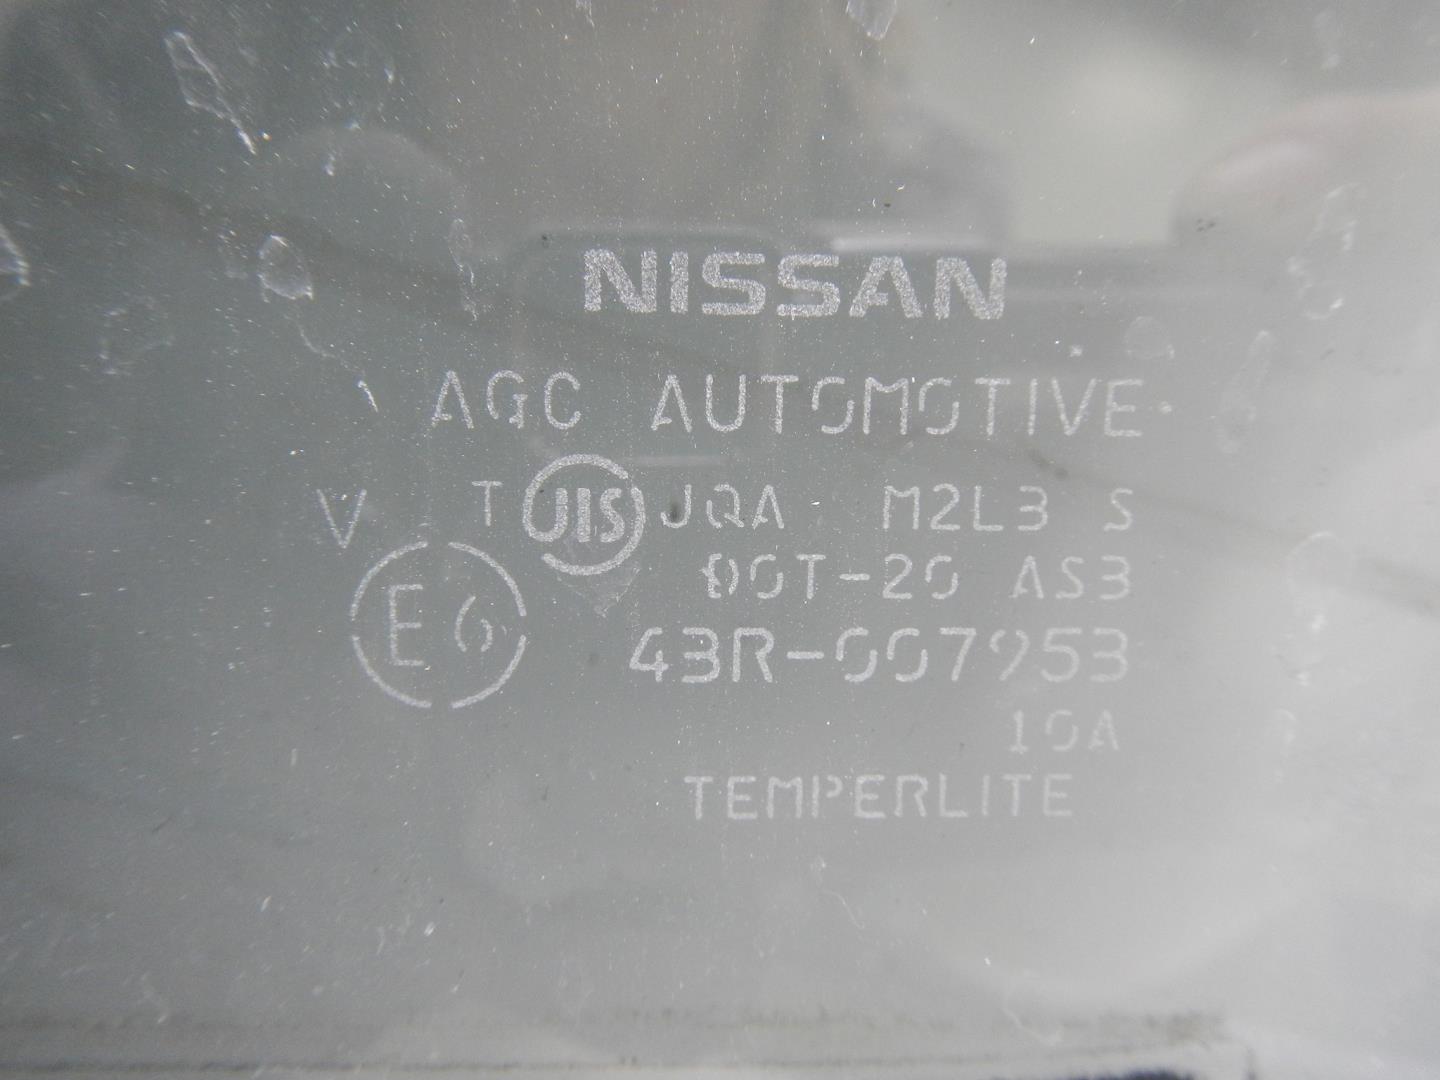 NISSAN
AGC AUTOMOTIVE
V T JIS JQA M2L3 S
E6 DOT-20 AS3
43R-007953
10A
TEMPERLITE